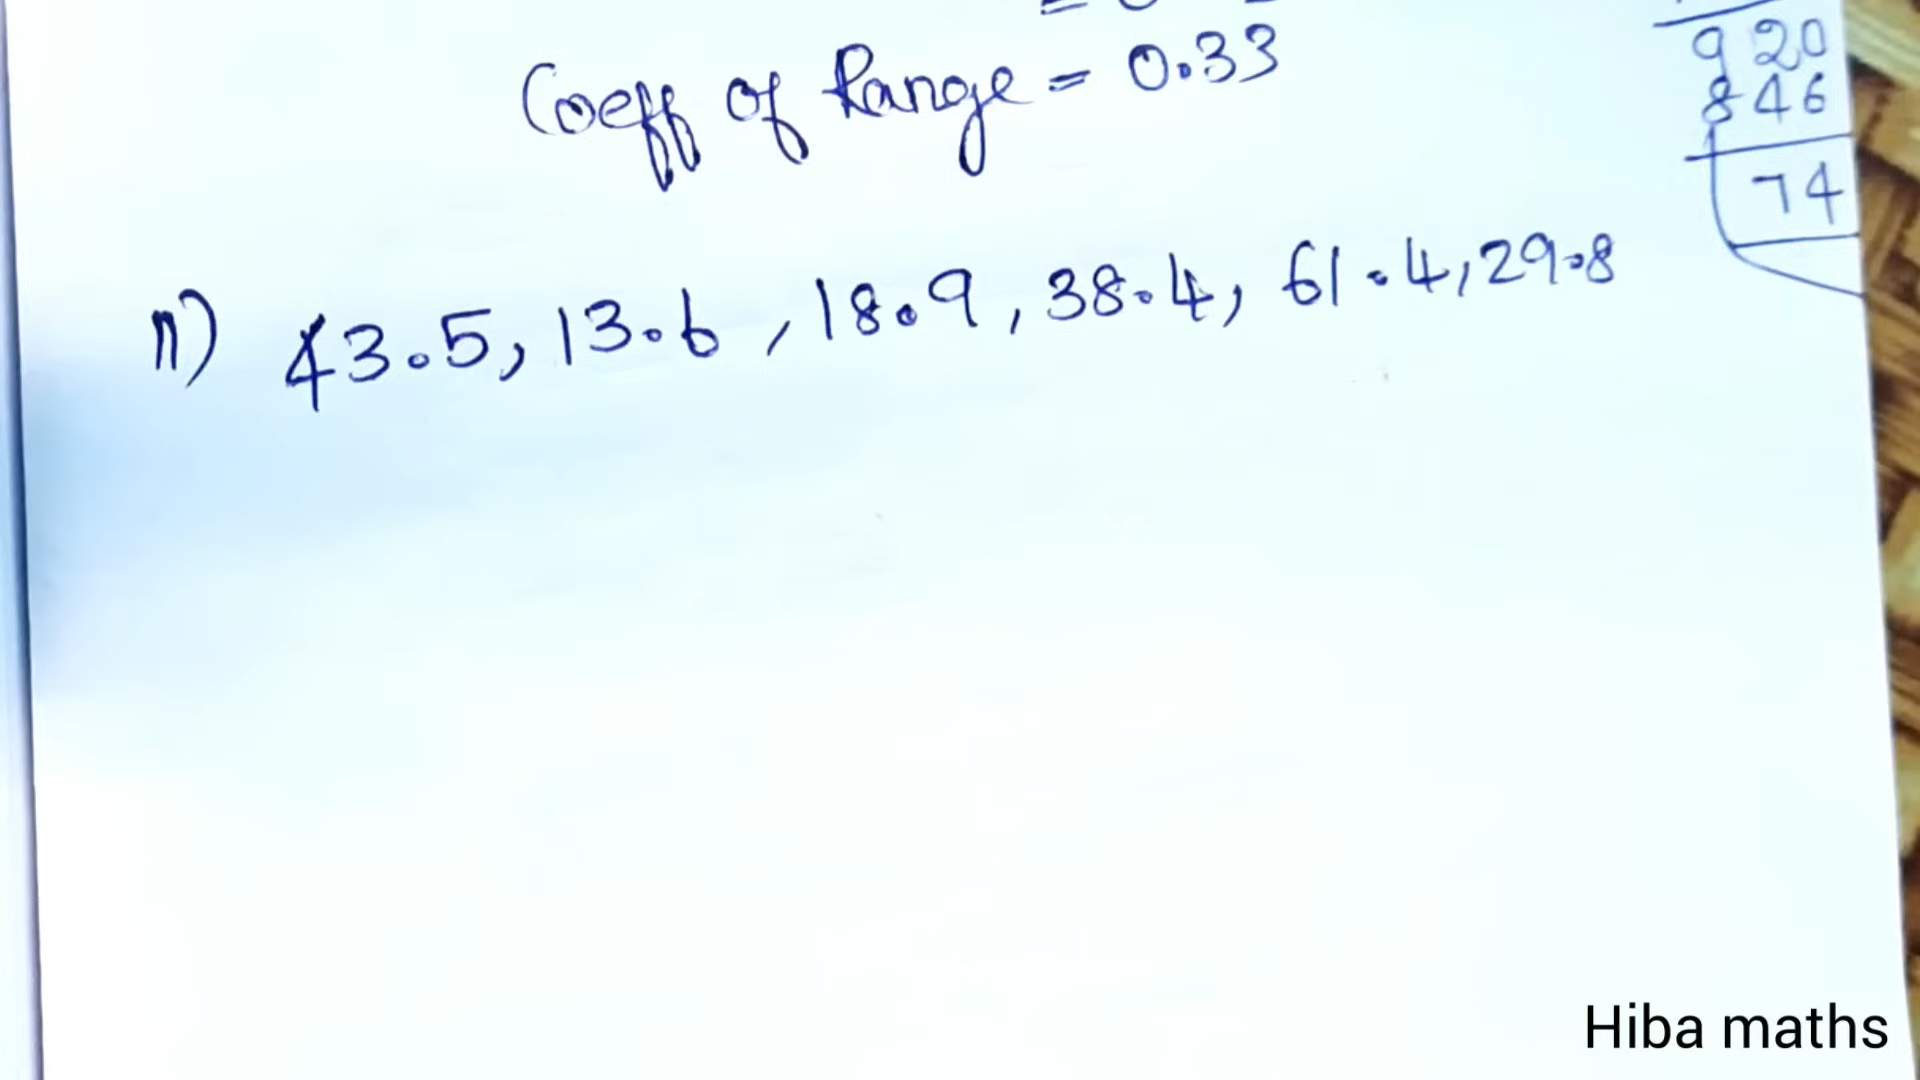 Coeff of Range = 0.33
920
846
74
ii) 43.5, 13.6, 18.9, 38.4, 61.4, 29.8
Hiba maths